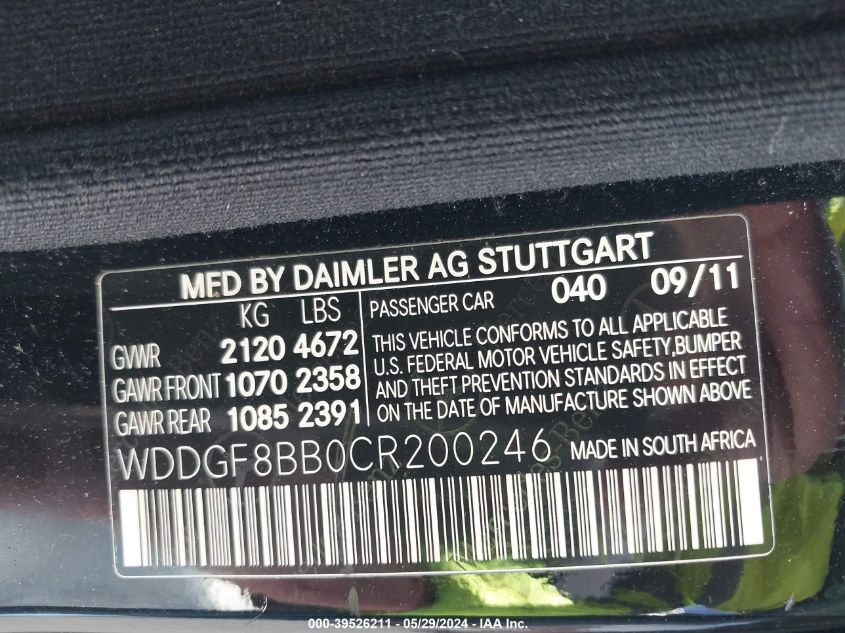 MFD BY DAIMLER AG STUTTGART
KG LBS
GVWR 2120 4672
GAWR FRONT 1070 2358
GAWR REAR 1085 2391
PASSENGER CAR 040 09/11
THIS VEHICLE CONFORMS TO ALL APPLICABLE
U.S. FEDERAL MOTOR VEHICLE SAFETY,BUMPER
AND THEFT PREVENTION STANDARDS IN EFFECT
ON THE DATE OF MANUFACTURE SHOWN ABOVE
WDDGF8BB0CR200246 MADE IN SOUTH AFRICA
000-39526211 - 05/29/2024 - IAA Inc.